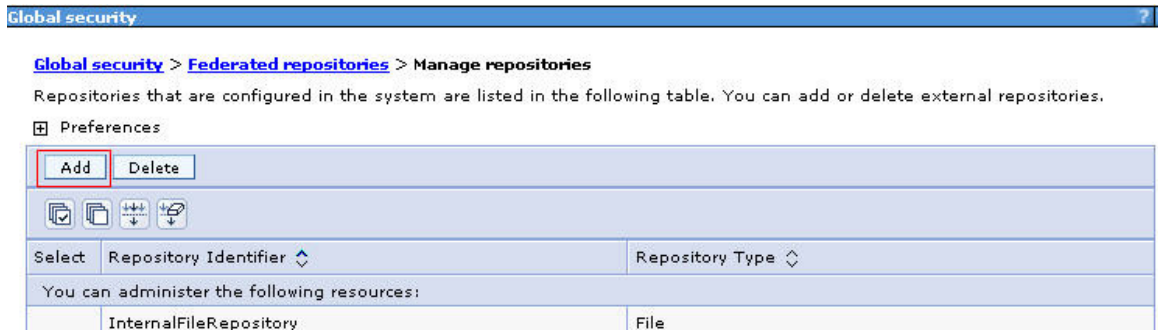 Global security ?
Global security > Federated repositories > Manage repositories
Repositories that are configured in the system are listed in the following table. You can add or delete external repositories.
Preferences
Add Delete
Select Repository Identifier Repository Type
You can administer the following resources:
InternalFileRepository File